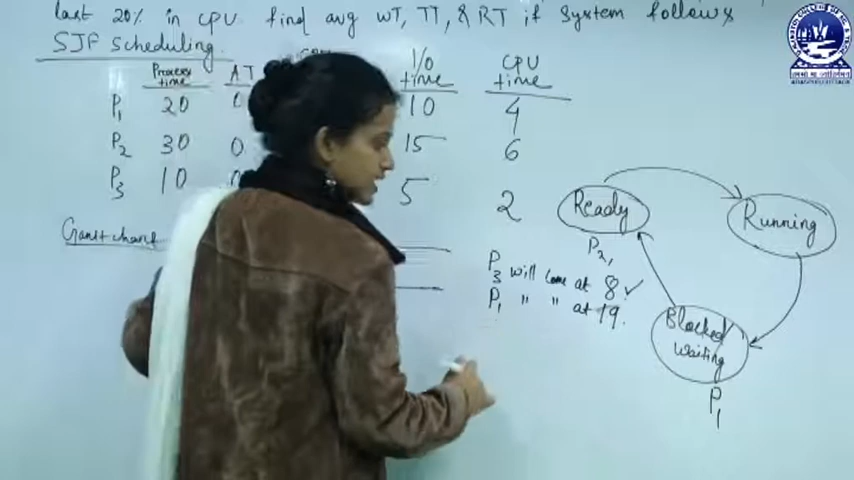 last 20% in CPU find avg WT, TT, & RT if system follows
SJF Scheduling.
Process time A T I/O time CPU time
P1 20 0 10 4
P2 30 0 15 6
P3 10 5 2
Gantt chart
Ready
Running
P2,
P3 will come at 8 ✓
P1 " " at 19.
Blocked/
waiting
P1